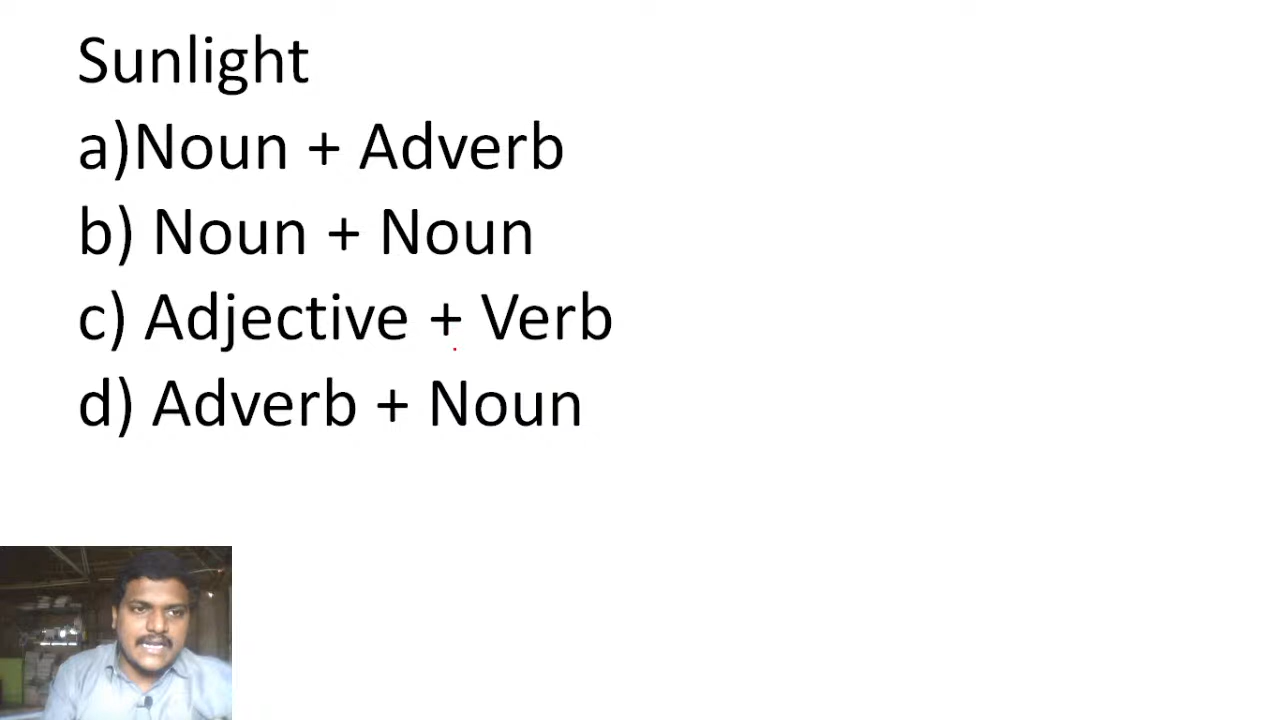 Sunlight
a)Noun + Adverb
b) Noun + Noun
c) Adjective + Verb
d) Adverb + Noun